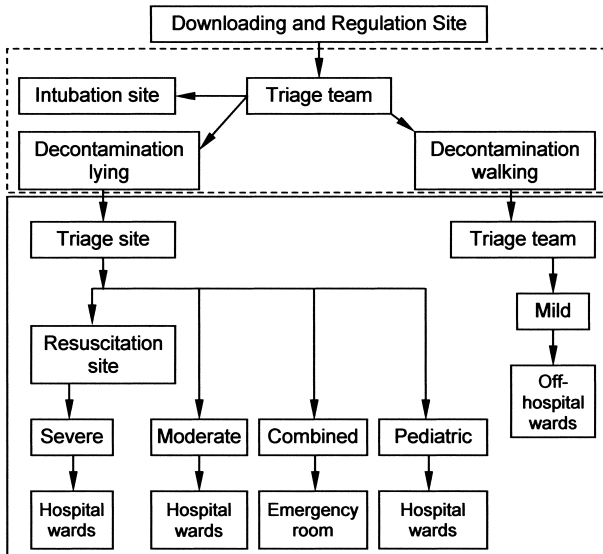 Downloading and Regulation Site
Intubation site
Triage team
Decontamination
lying
Decontamination
walking
Triage site
Triage team
Mild
Resuscitation
site
Off-
hospital
wards
Severe
Moderate
Combined
Pediatric
Hospital
wards
Hospital
wards
Emergency
room
Hospital
wards